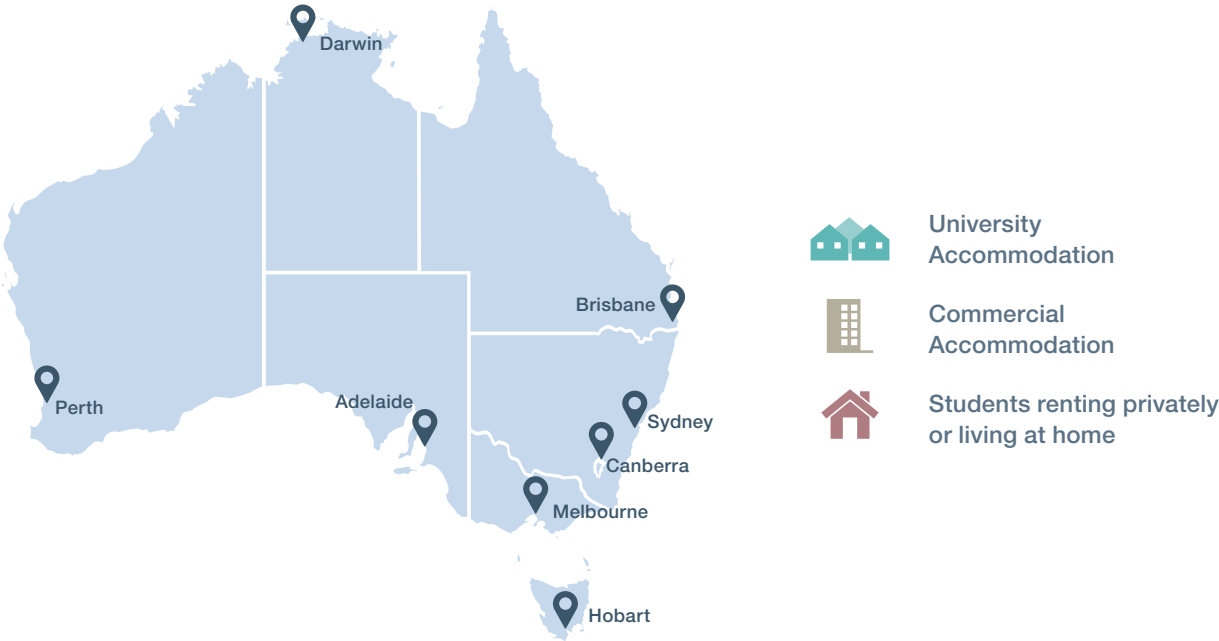 Darwin
Brisbane
Perth
Adelaide
Sydney
Canberra
Melbourne
Hobart
University
Accommodation
Commercial
Accommodation
Students renting privately
or living at home